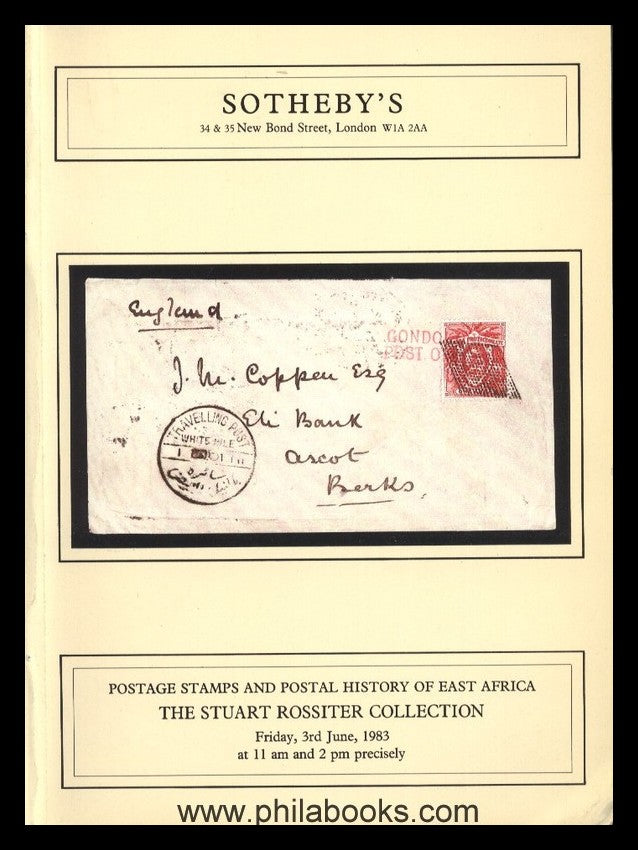 SOTHEBY'S
34 & 35 New Bond Street, London W1A 2AA
England.
GONDO
POST O
J. M. Coppen Esq
Eli Bank
Ascot
Berks.
TRAVELLING POST
WHITE NILE
POSTAGE STAMPS AND POSTAL HISTORY OF EAST AFRICA
THE STUART ROSSITER COLLECTION
Friday, 3rd June, 1983
at 11 am and 2 pm precisely
www.philabooks.com